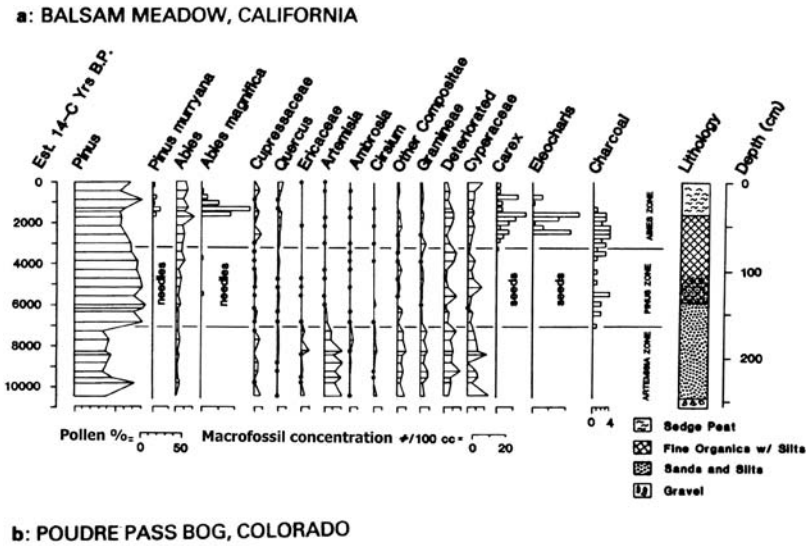 a: BALSAM MEADOW, CALIFORNIA
Est. 14-C Yrs B.P.
Pinus
Pinus murryana
Abies
Abies magnifica
Cupressaceae
Quercus
Ericaceae
Artemisia
Ambrosia
Cirsium
Other Compositae
Gramineae
Deteriorated
Cyperaceae
Carex
Eleocharis
Charcoal
Lithology
Depth (cm)
0
2000
4000
6000
8000
10000
needles
needles
seeds
seeds
ABIES ZONE
PINUS ZONE
ARTEMISIA ZONE
0
100
200
0 4
Pollen %=
0 50
Macrofossil concentration #/100 cc =
0 20
Sedge Peat
Fine Organics w/ Silts
Sands and Silts
Gravel
b: POUDRE PASS BOG, COLORADO